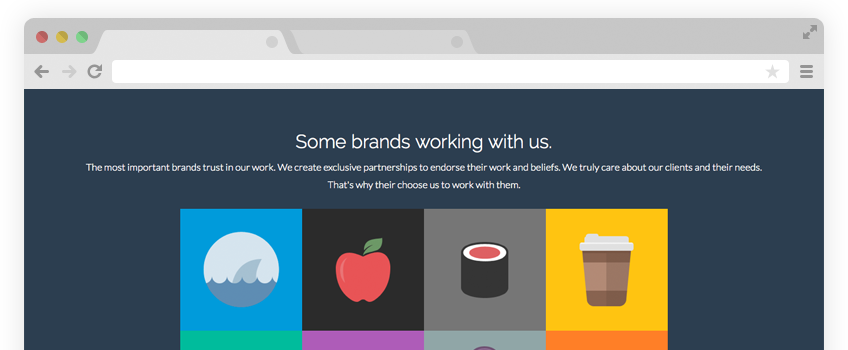 Some brands working with us.
The most important brands trust in our work. We create exclusive partnerships to endorse their work and beliefs. We truly care about our clients and their needs.
That's why their choose us to work with them.